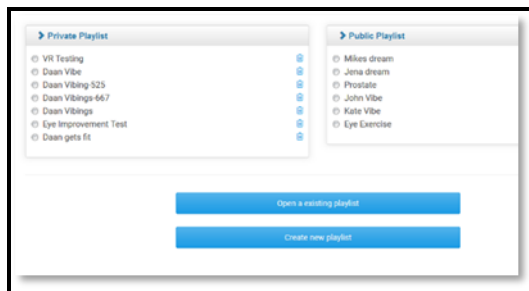 Private Playlist
VR Testing
Daan Vibe
Daan Vibing-525
Daan Vibings-667
Daan Vibings
Eye Improvement Test
Daan gets fit
Public Playlist
Mikes dream
Jena dream
Prostate
John Vibe
Kate Vibe
Eye Exercise
Open a existing playlist
Create new playlist